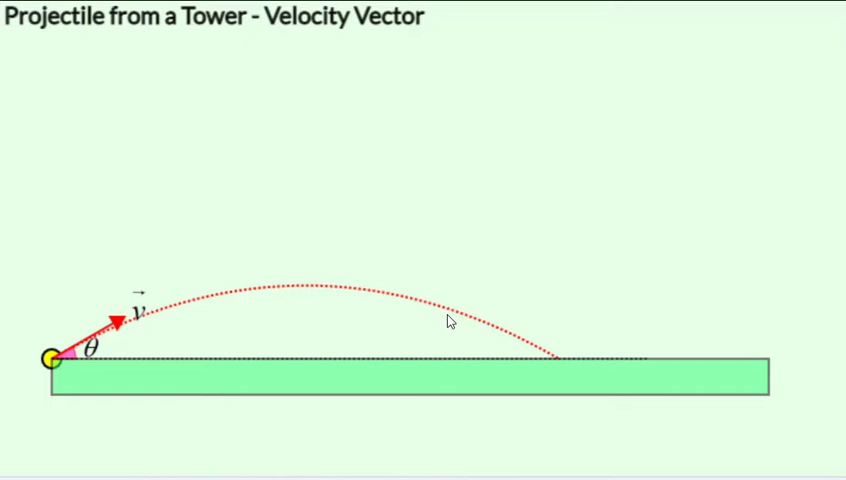 Projectile from a Tower - Velocity Vector
v⃗
θ